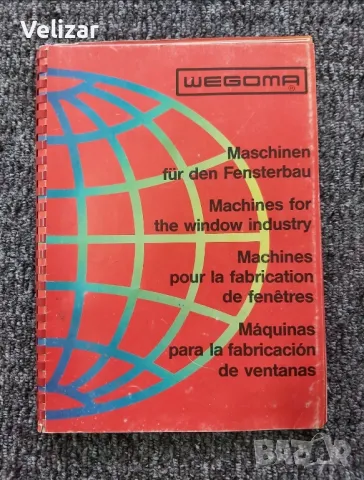 Velizar
WEGOMA
®
Maschinen
für den Fensterbau
Machines for
the window industry
Machines
pour la fabrication
de fenêtres
Máquinas
para la fabricación
de ventanas
BAZAR